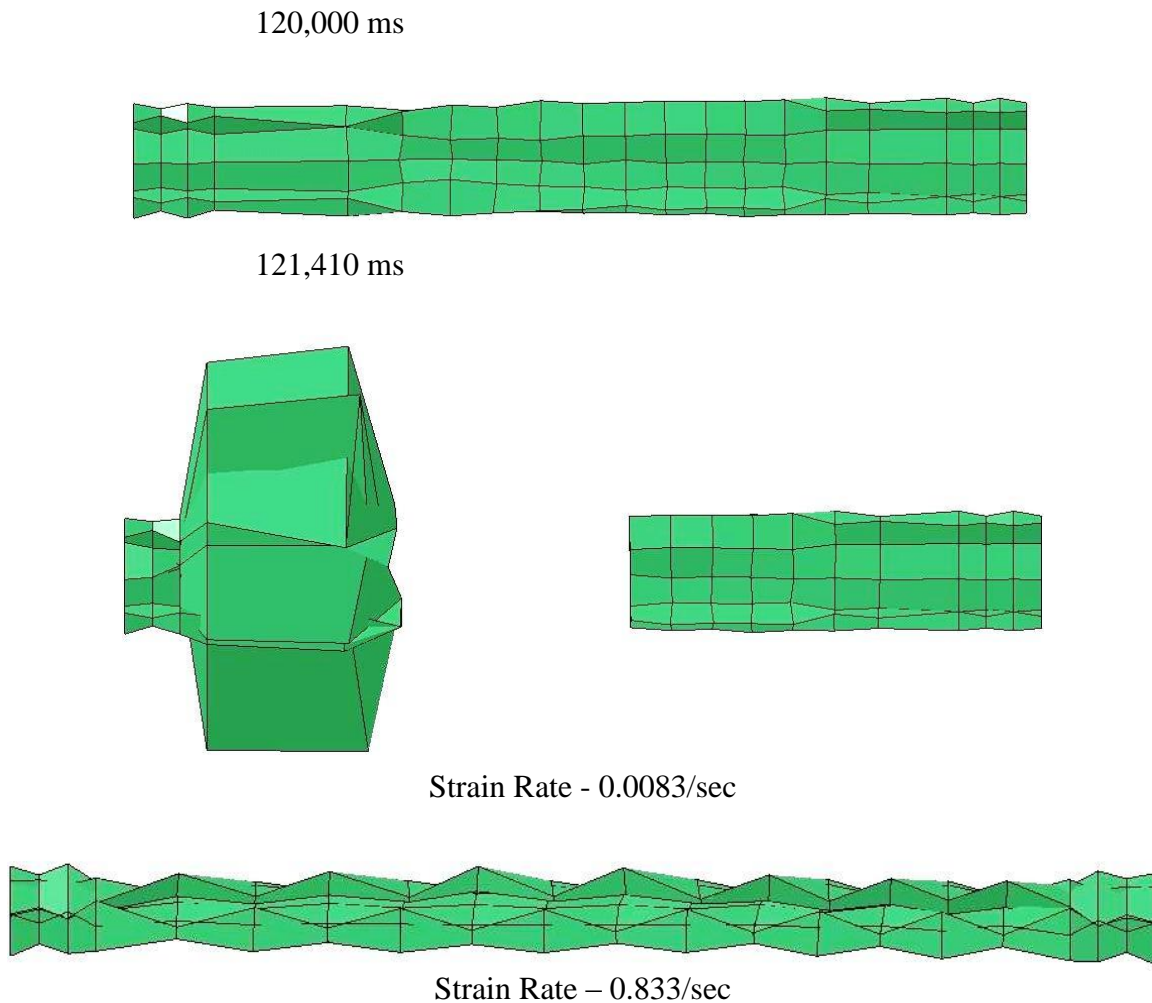 120,000 ms
121,410 ms
Strain Rate - 0.0083/sec
Strain Rate – 0.833/sec